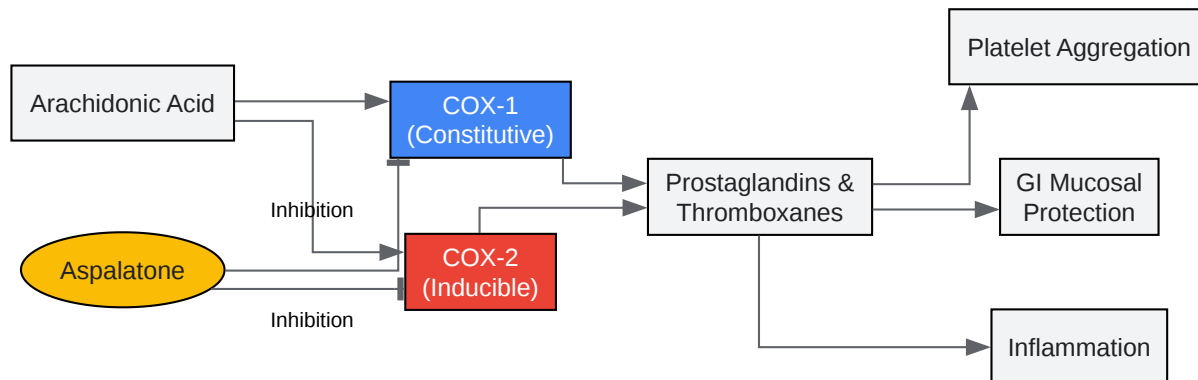 Platelet Aggregation
Arachidonic Acid
COX-1
(Constitutive)
Prostaglandins &
Thromboxanes
GI Mucosal
Protection
Inhibition
Aspalatone
COX-2
(Inducible)
Inhibition
Inflammation